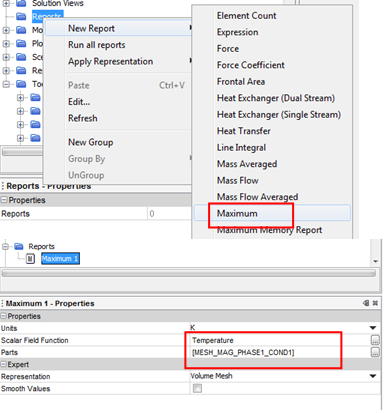 Solution Views
Reports
Mo
Plo
Sce
Re
Too
New Report
Run all reports
Apply Representation
Paste Ctrl+V
Edit...
Refresh
New Group
Group By
UnGroup
Element Count
Expression
Force
Force Coefficient
Frontal Area
Heat Exchanger (Dual Stream)
Heat Exchanger (Single Stream)
Heat Transfer
Line Integral
Mass Averaged
Mass Flow
Mass Flow Averaged
Maximum
Maximum Memory Report
Reports - Properties
Properties
Reports 0
Reports
Maximum 1
Maximum 1 - Properties
Properties
Units K
Scalar Field Function Temperature
Parts [MESH_MAG_PHASE1_COND1]
Expert
Representation Volume Mesh
Smooth Values